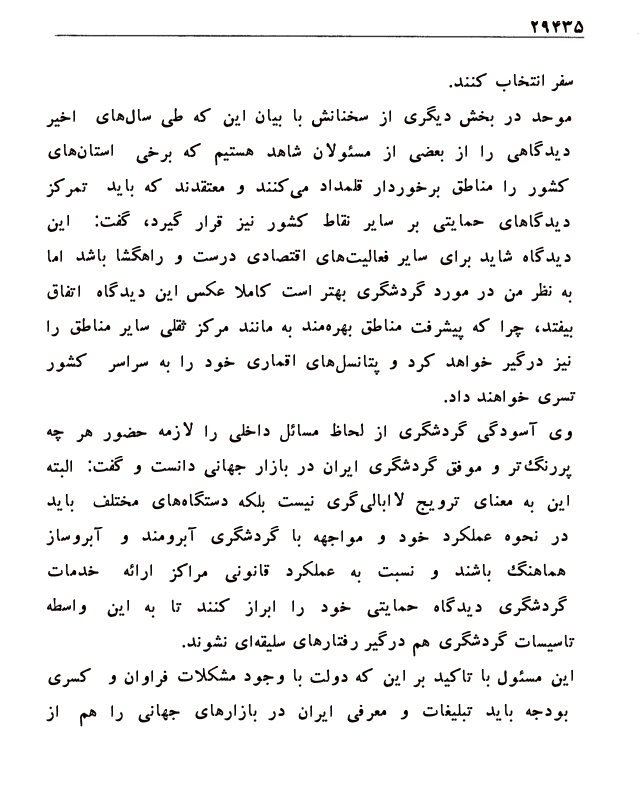 ۲۹۴۳۵
سفر انتخاب کنند.
موحد در بخش دیگری از سخنانش با بیان این که طی سال‌های اخیر
دیدگاهی را از بعضی از مسئولان شاهد هستیم که برخی استان‌های
کشور را مناطق برخوردار قلمداد می‌کنند و معتقدند که باید تمرکز
دیدگاهای حمایتی بر سایر نقاط کشور نیز قرار گیرد، گفت: این
دیدگاه شاید برای سایر فعالیت‌های اقتصادی درست و راهگشا باشد اما
به نظر من در مورد گردشگری بهتر است کاملا عکس این دیدگاه اتفاق
بیفتد، چرا که پیشرفت مناطق بهره‌مند به مانند مرکز ثقلی سایر مناطق را
نیز درگیر خواهد کرد و پتانسل‌های اقماری خود را به سراسر کشور
تسری خواهند داد.
وی آسودگی گردشگری از لحاظ مسائل داخلی را لازمه حضور هر چه
پررنگ‌تر و موفق گردشگری ایران در بازار جهانی دانست و گفت: البته
این به معنای ترویج لاابالی‌گری نیست بلکه دستگاه‌های مختلف باید
در نحوه عملکرد خود و مواجهه با گردشگری آبرومند و آبروساز
هماهنگ باشند و نسبت به عملکرد قانونی مراکز ارائه خدمات
گردشگری دیدگاه حمایتی خود را ابراز کنند تا به این واسطه
تاسیسات گردشگری هم درگیر رفتارهای سلیقه‌ای نشوند.
این مسئول با تاکید بر این که دولت با وجود مشکلات فراوان و کسری
بودجه باید تبلیغات و معرفی ایران در بازارهای جهانی را هم از